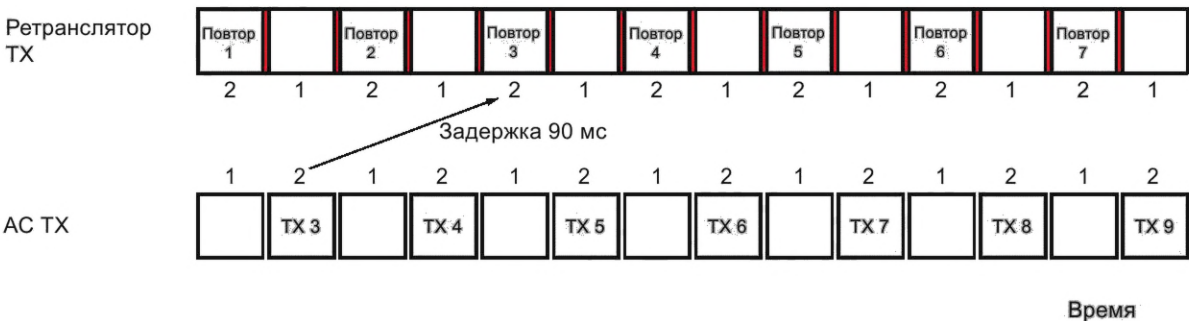 Ретранслятор
TX
Повтор Повтор Повтор Повтор Повтор Повтор Повтор
1 2 3 4 5 6 7
2 1 2 1 2 1 2 1 2 1 2 1 2 1
Задержка 90 мс
1 2 1 2 1 2 1 2 1 2 1 2 1 2
АС TX
TX 3 TX 4 TX 5 TX 6 TX 7 TX 8 TX 9
Время